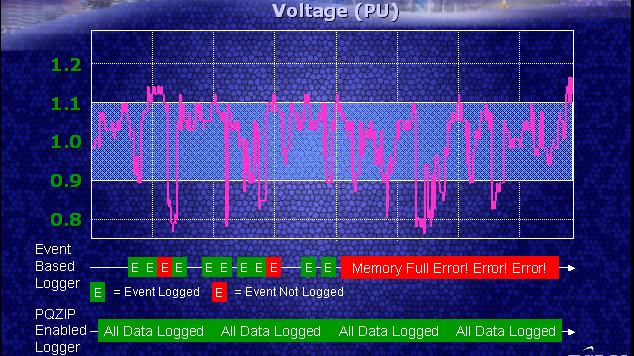 Voltage (PU)
1.2
1.1
1.0
0.9
0.8
Event
Based
Logger
E E E E E E E E E E E Memory Full Error! Error! Error!
E = Event Logged E = Event Not Logged
PQZIP
Enabled
Logger
All Data Logged All Data Logged All Data Logged All Data Logged